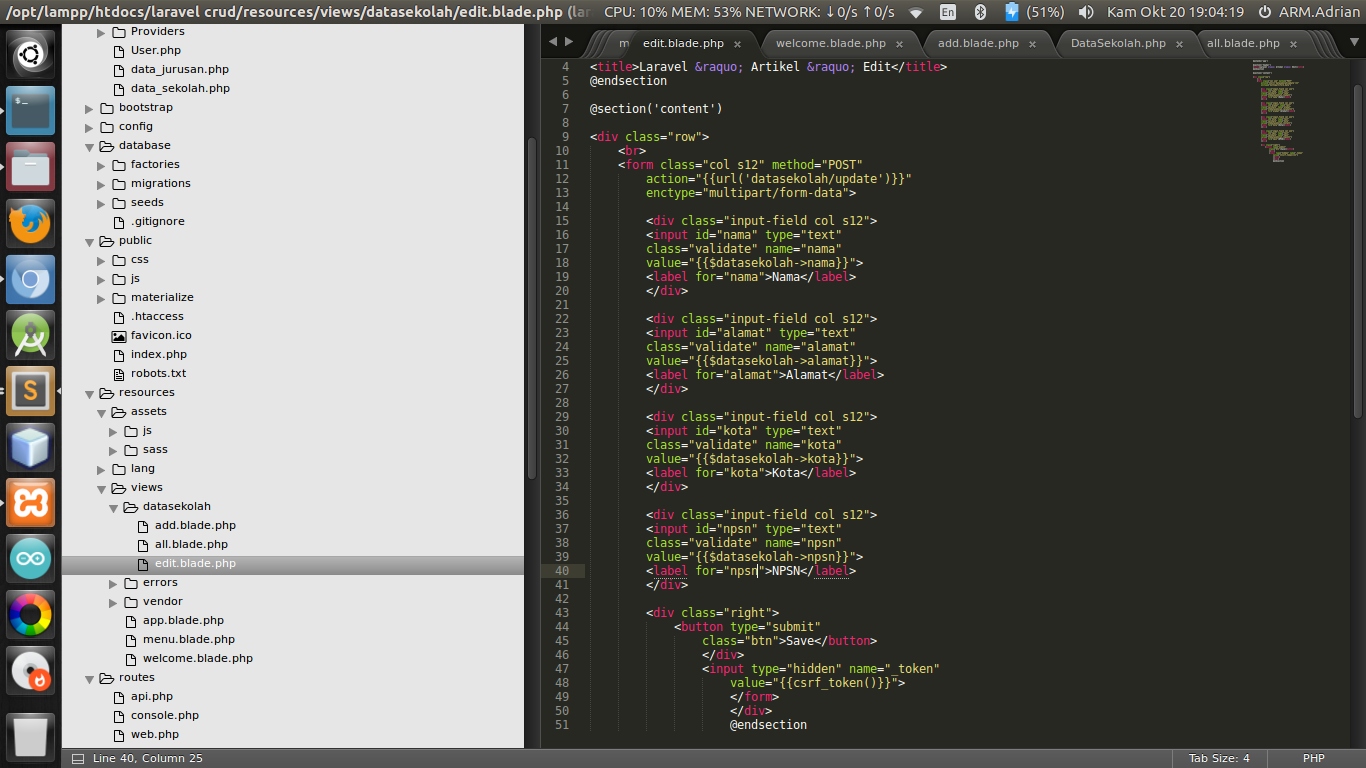 /opt/lampp/htdocs/laravel crud/resources/views/datasekolah/edit.blade.php (lar
CPU: 10% MEM: 53% NETWORK: ↓0/s ↑0/s
En
(51%)
Kam Okt 20 19:04:19
ARM.Adrian
Providers
User.php
data_jurusan.php
data_sekolah.php
bootstrap
config
database
factories
migrations
seeds
.gitignore
public
css
js
materialize
.htaccess
favicon.ico
index.php
robots.txt
resources
assets
js
sass
lang
views
datasekolah
add.blade.php
all.blade.php
edit.blade.php
errors
vendor
app.blade.php
menu.blade.php
welcome.blade.php
routes
api.php
console.php
web.php
m
edit.blade.php ×
welcome.blade.php ×
add.blade.php ×
DataSekolah.php ×
all.blade.php ×
4 <title>Laravel &raquo; Artikel &raquo; Edit</title>
5 @endsection
6
7 @section('content')
8
9 <div class="row">
10 <br>
11 <form class="col s12" method="POST"
12 action="{{url('datasekolah/update')}}"
13 enctype="multipart/form-data">
14
15 <div class="input-field col s12">
16 <input id="nama" type="text"
17 class="validate" name="nama"
18 value="{{$datasekolah->nama}}">
19 <label for="nama">Nama</label>
20 </div>
21
22 <div class="input-field col s12">
23 <input id="alamat" type="text"
24 class="validate" name="alamat"
25 value="{{$datasekolah->alamat}}">
26 <label for="alamat">Alamat</label>
27 </div>
28
29 <div class="input-field col s12">
30 <input id="kota" type="text"
31 class="validate" name="kota"
32 value="{{$datasekolah->kota}}">
33 <label for="kota">Kota</label>
34 </div>
35
36 <div class="input-field col s12">
37 <input id="npsn" type="text"
38 class="validate" name="npsn"
39 value="{{$datasekolah->npsn}}">
40 <label for="npsn">NPSN</label>
41 </div>
42
43 <div class="right">
44 <button type="submit"
45 class="btn">Save</button>
46 </div>
47 <input type="hidden" name="_token"
48 value="{{csrf_token()}}">
49 </form>
50 </div>
51 @endsection
Line 40, Column 25
Tab Size: 4
PHP